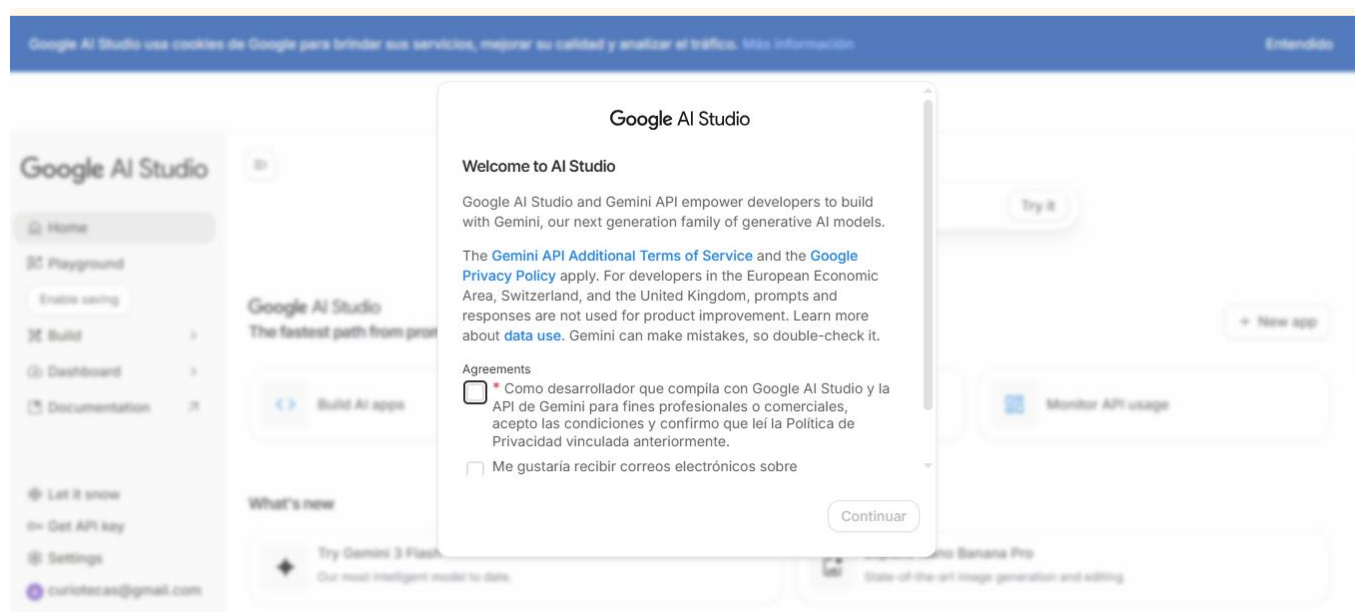 Google AI Studio usa cookies de Google para brindar sus servicios, mejorar su calidad y analizar el tráfico. Más información
Entendido
Google AI Studio
Welcome to AI Studio
Google AI Studio and Gemini API empower developers to build
with Gemini, our next generation family of generative AI models.
The Gemini API Additional Terms of Service and the Google
Privacy Policy apply. For developers in the European Economic
Area, Switzerland, and the United Kingdom, prompts and
responses are not used for product improvement. Learn more
about data use. Gemini can make mistakes, so double-check it.
Agreements
* Como desarrollador que compila con Google AI Studio y la
API de Gemini para fines profesionales o comerciales,
acepto las condiciones y confirmo que leí la Política de
Privacidad vinculada anteriormente.
Me gustaría recibir correos electrónicos sobre
Continuar
Google AI Studio
Home
Playground
Enable saving
Build
Dashboard
Documentation
Let it snow
Get API key
Settings
curiotecas@gmail.com
Try it
Google AI Studio
The fastest path from
+ New app
Build AI apps
Monitor API usage
What's new
Try Gemini 3 Flash
Our most intelligent model to date.
Banana Pro
State-of-the-art image generation and editing